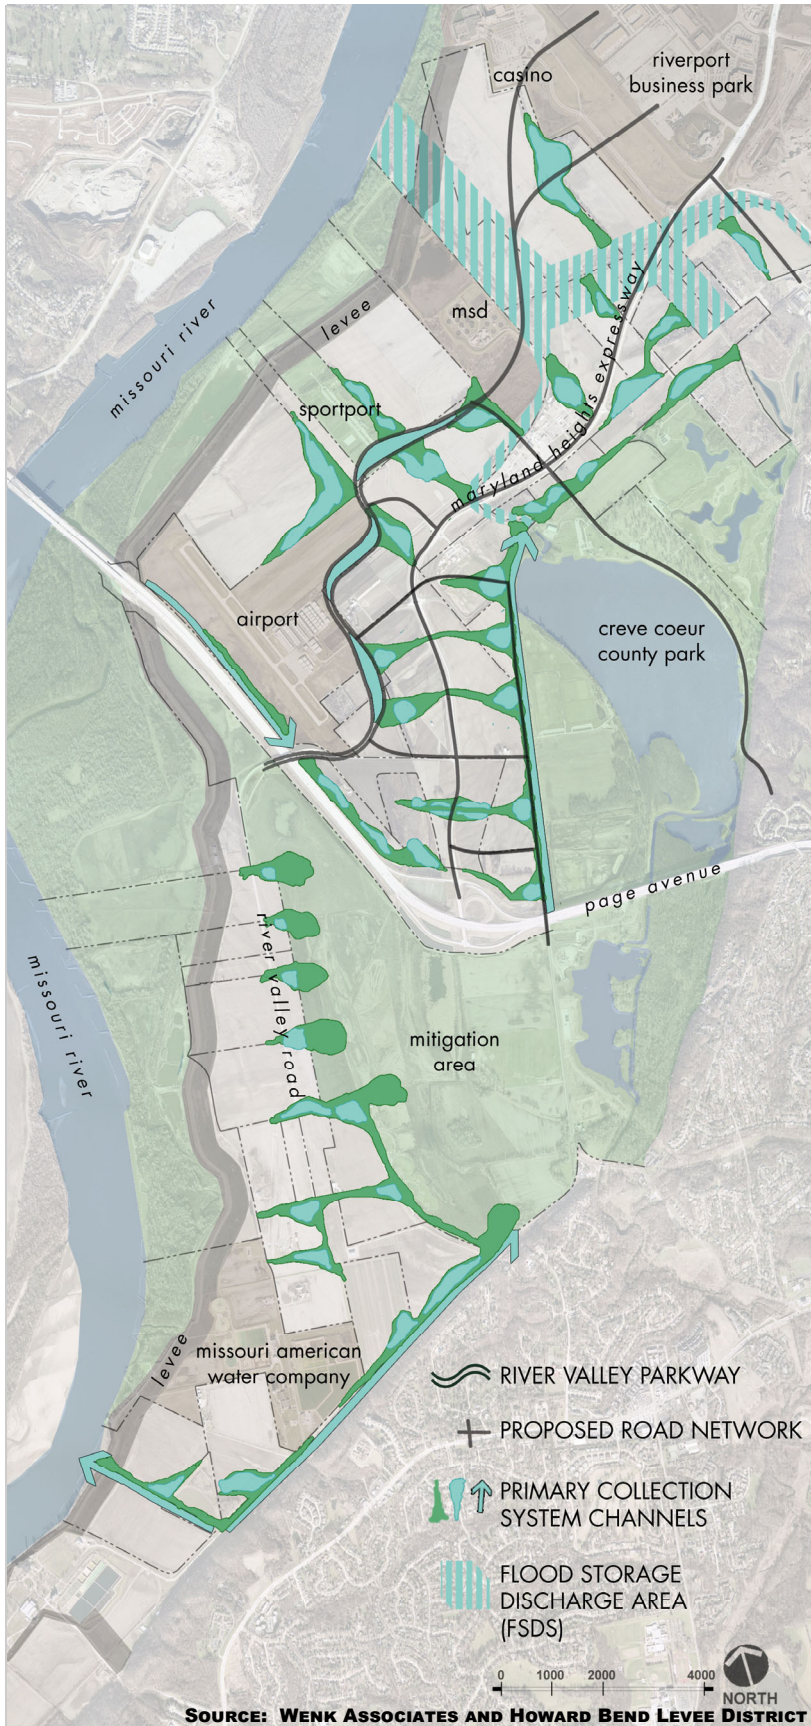 casino
riverport
business park
missouri river
levee
msd
maryland heights expressway
sportport
airport
creve coeur
county park
page avenue
river valley road
missouri river
mitigation
area
levee
missouri american
water company
RIVER VALLEY PARKWAY
PROPOSED ROAD NETWORK
PRIMARY COLLECTION
SYSTEM CHANNELS
FLOOD STORAGE
DISCHARGE AREA
(FSDS)
0 1000 2000 4000
NORTH
SOURCE: WENK ASSOCIATES AND HOWARD BEND LEVEE DISTRICT